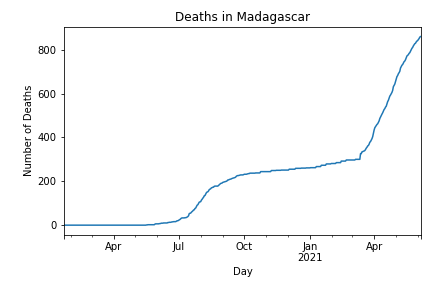 Deaths in Madagascar
Number of Deaths
800
600
400
200
0
Apr
Jul
Oct
Jan
2021
Apr
Day